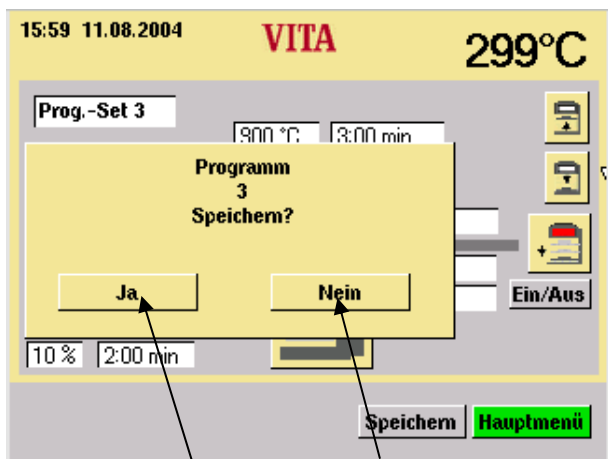 15:59 11.08.2004
VITA
299°C
Prog.-Set 3
900 °C 3:00 min
Programm
3
Speichern?
Ja Nein
Ein/Aus
10 % 2:00 min
Speichern Hauptmenü